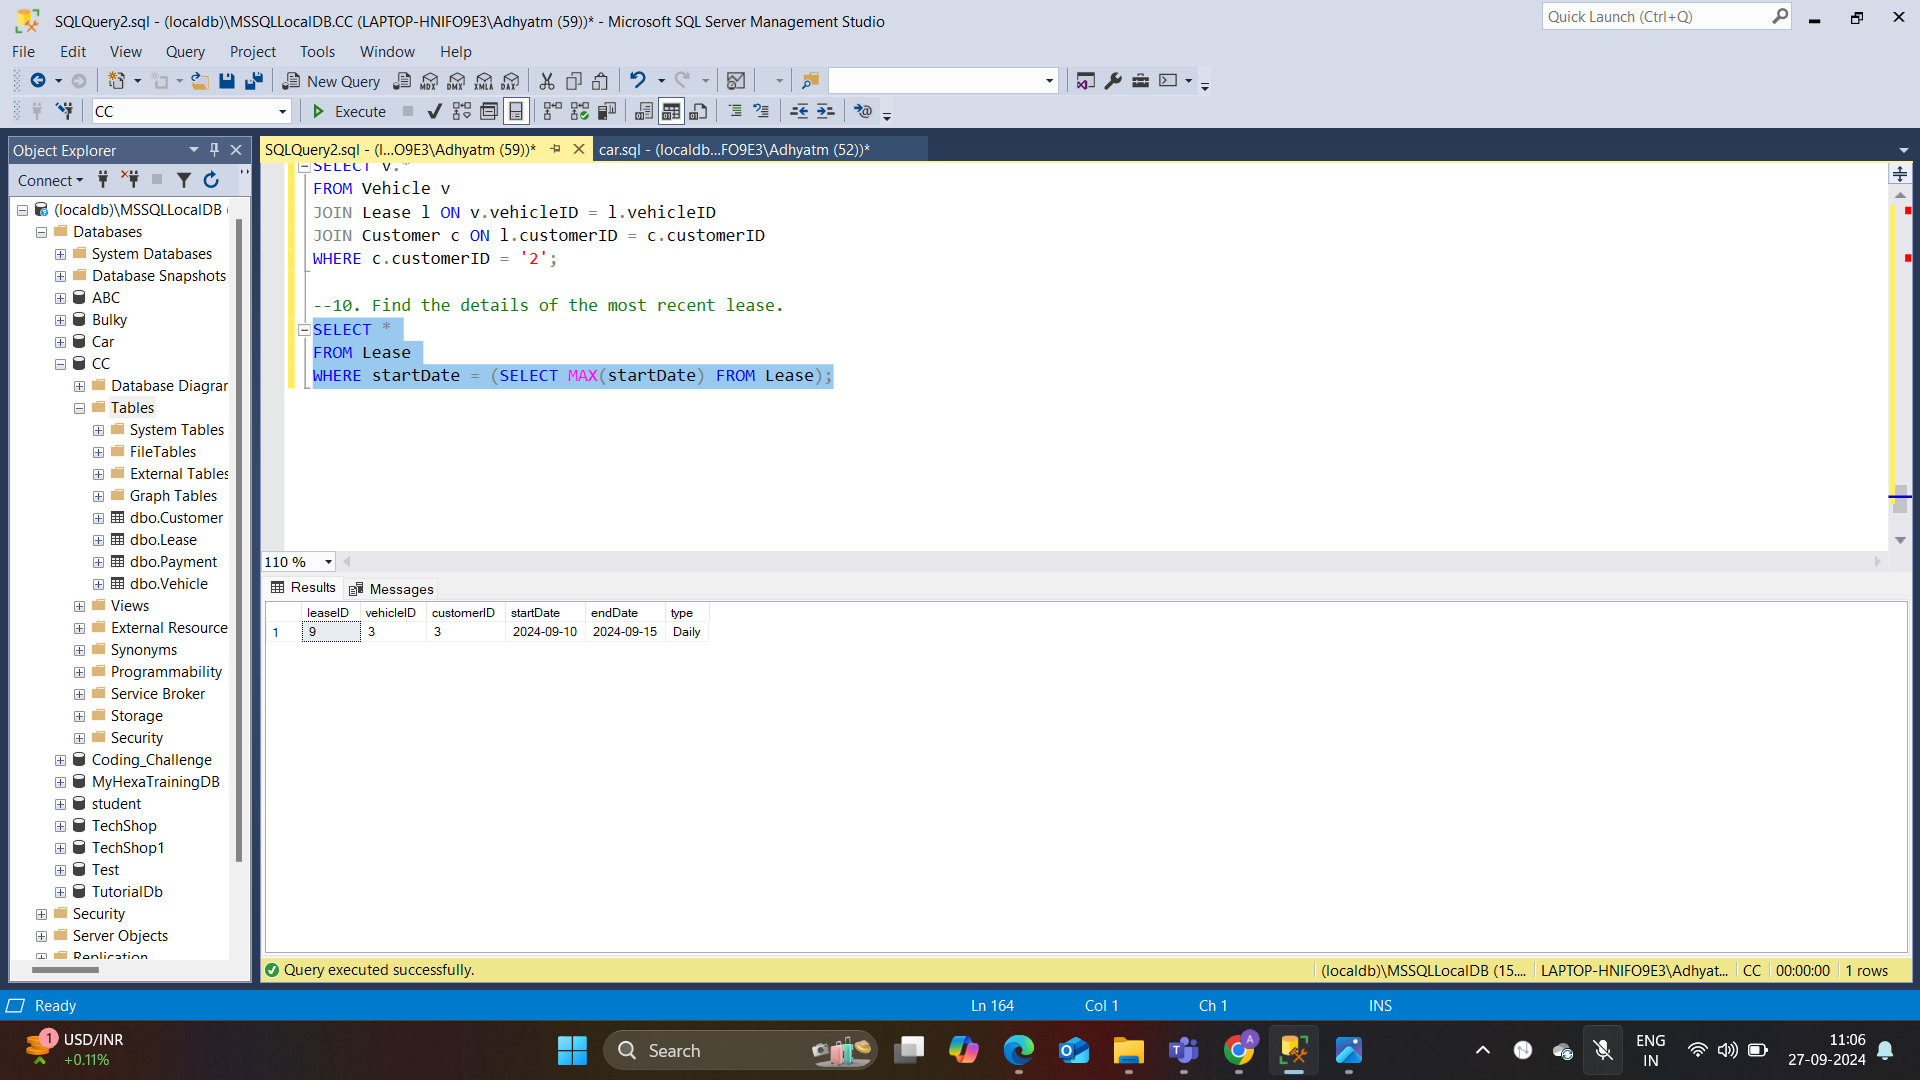 SQLQuery2.sql - (localdb)\MSSQLLocalDB.CC (LAPTOP-HNIFO9E3\Adhyatm (59))* - Microsoft SQL Server Management Studio
Quick Launch (Ctrl+Q)
File Edit View Query Project Tools Window Help
New Query
MDX DMX XMLA DAX
CC
Execute
Object Explorer
SQLQuery2.sql - (l...O9E3\Adhyatm (59))*
car.sql - (localdb...FO9E3\Adhyatm (52))*
Connect
(localdb)\MSSQLLocalDB (
Databases
System Databases
Database Snapshots
ABC
Bulky
Car
CC
Database Diagrar
Tables
System Tables
FileTables
External Tables
Graph Tables
dbo.Customer
dbo.Lease
dbo.Payment
dbo.Vehicle
Views
External Resource
Synonyms
Programmability
Service Broker
Storage
Security
Coding_Challenge
MyHexaTrainingDB
student
TechShop
TechShop1
Test
TutorialDb
Security
Server Objects
Replication
SELECT v.*
FROM Vehicle v
JOIN Lease l ON v.vehicleID = l.vehicleID
JOIN Customer c ON l.customerID = c.customerID
WHERE c.customerID = '2';
--10. Find the details of the most recent lease.
SELECT *
FROM Lease
WHERE startDate = (SELECT MAX(startDate) FROM Lease);
110 %
Results Messages
leaseID vehicleID customerID startDate endDate type
1 9 3 3 2024-09-10 2024-09-15 Daily
Query executed successfully.
(localdb)\MSSQLLocalDB (15.... LAPTOP-HNIFO9E3\Adhyat... CC 00:00:00 1 rows
Ready Ln 164 Col 1 Ch 1 INS
1
USD/INR
+0.11%
Search
A
ENG
IN
11:06
27-09-2024